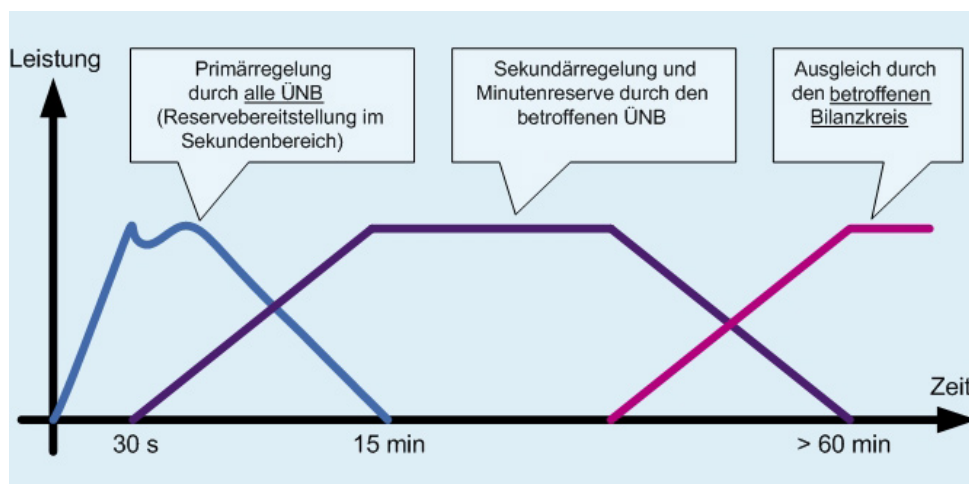 Leistung
Primärregelung
durch alle ÜNB
(Reservebereitstellung im
Sekundenbereich)
Sekundärregelung und
Minutenreserve durch den
betroffenen ÜNB
Ausgleich durch
den betroffenen
Bilanzkreis
Zeit
30 s
15 min
> 60 min